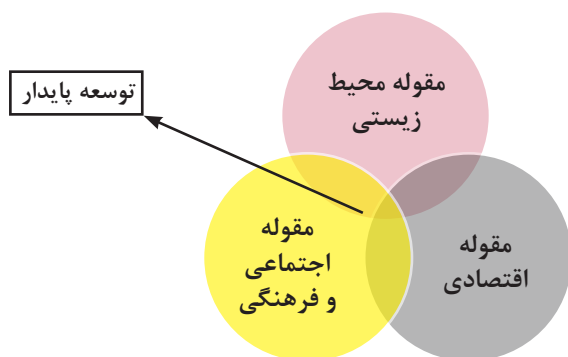 مقوله محیط
زیستی
توسعه پایدار
مقوله
اقتصادی
مقوله
اجتماعی
و فرهنگی